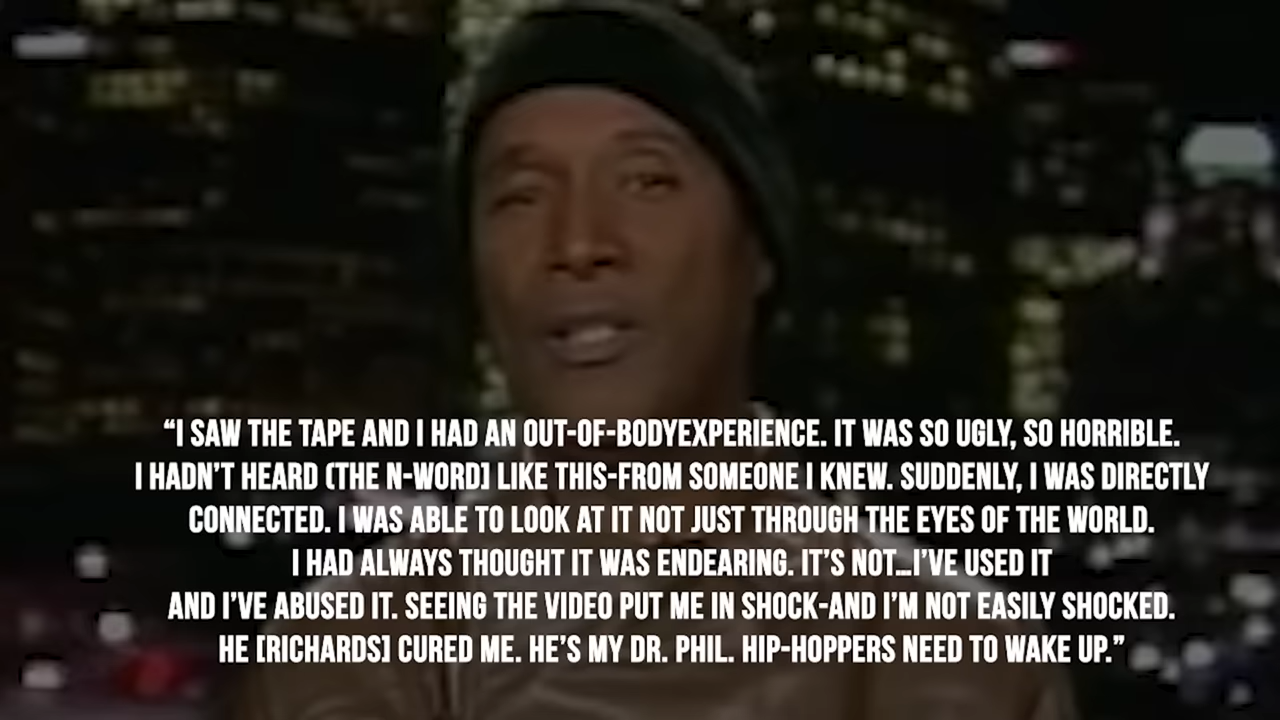 “I SAW THE TAPE AND I HAD AN OUT-OF-BODYEXPERIENCE. IT WAS SO UGLY, SO HORRIBLE.
I HADN’T HEARD (THE N-WORD] LIKE THIS-FROM SOMEONE I KNEW. SUDDENLY, I WAS DIRECTLY
CONNECTED. I WAS ABLE TO LOOK AT IT NOT JUST THROUGH THE EYES OF THE WORLD.
I HAD ALWAYS THOUGHT IT WAS ENDEARING. IT’S NOT...I’VE USED IT
AND I’VE ABUSED IT. SEEING THE VIDEO PUT ME IN SHOCK-AND I’M NOT EASILY SHOCKED.
HE [RICHARDS] CURED ME. HE’S MY DR. PHIL. HIP-HOPPERS NEED TO WAKE UP.”